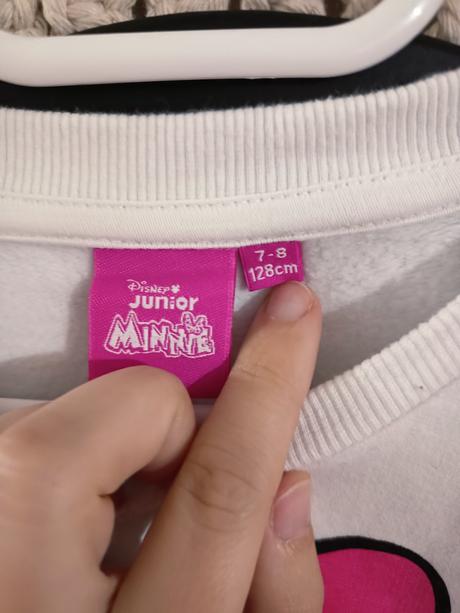 Disney
Junior
MINNIE
7-8
128cm